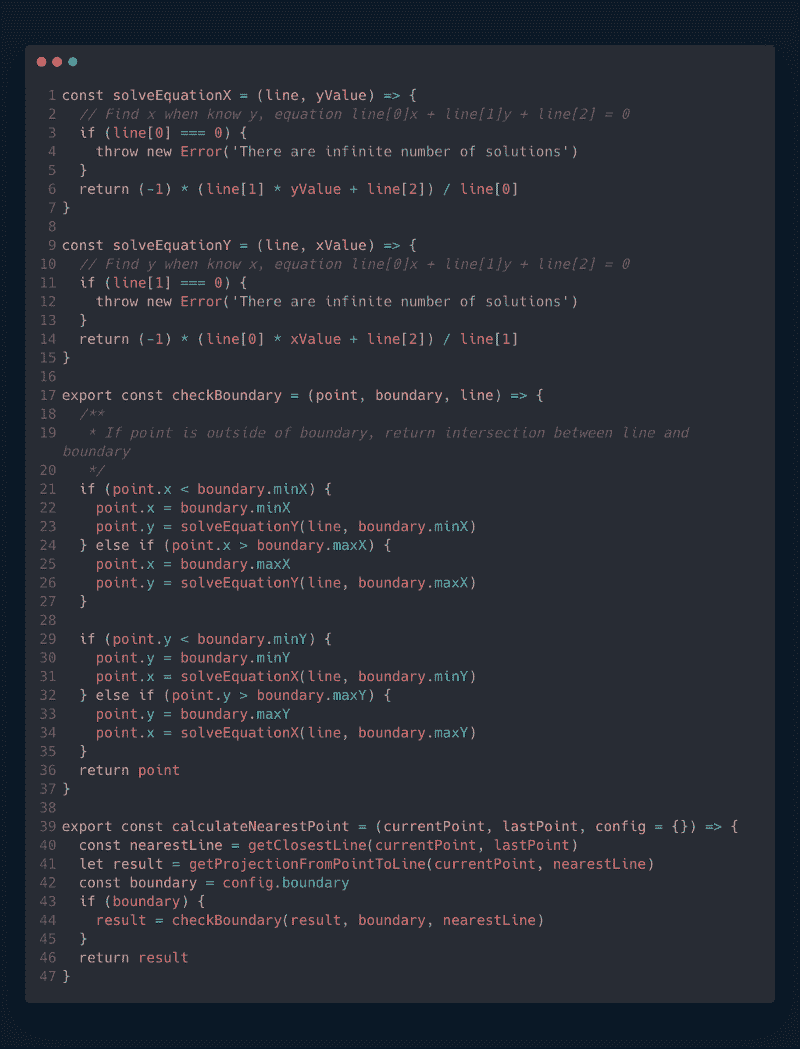 1 const solveEquationX = (line, yValue) => {
2   // Find x when know y, equation line[0]x + line[1]y + line[2] = 0
3   if (line[0] === 0) {
4     throw new Error('There are infinite number of solutions')
5   }
6   return (-1) * (line[1] * yValue + line[2]) / line[0]
7 }
8
9 const solveEquationY = (line, xValue) => {
10   // Find y when know x, equation line[0]x + line[1]y + line[2] = 0
11   if (line[1] === 0) {
12     throw new Error('There are infinite number of solutions')
13   }
14   return (-1) * (line[0] * xValue + line[2]) / line[1]
15 }
16
17 export const checkBoundary = (point, boundary, line) => {
18   /**
19    * If point is outside of boundary, return intersection between line and
boundary
20    */
21   if (point.x < boundary.minX) {
22     point.x = boundary.minX
23     point.y = solveEquationY(line, boundary.minX)
24   } else if (point.x > boundary.maxX) {
25     point.x = boundary.maxX
26     point.y = solveEquationY(line, boundary.maxX)
27   }
28
29   if (point.y < boundary.minY) {
30     point.y = boundary.minY
31     point.x = solveEquationX(line, boundary.minY)
32   } else if (point.y > boundary.maxY) {
33     point.y = boundary.maxY
34     point.x = solveEquationX(line, boundary.maxY)
35   }
36   return point
37 }
38
39 export const calculateNearestPoint = (currentPoint, lastPoint, config = {}) => {
40   const nearestLine = getClosestLine(currentPoint, lastPoint)
41   let result = getProjectionFromPointToLine(currentPoint, nearestLine)
42   const boundary = config.boundary
43   if (boundary) {
44     result = checkBoundary(result, boundary, nearestLine)
45   }
46   return result
47 }